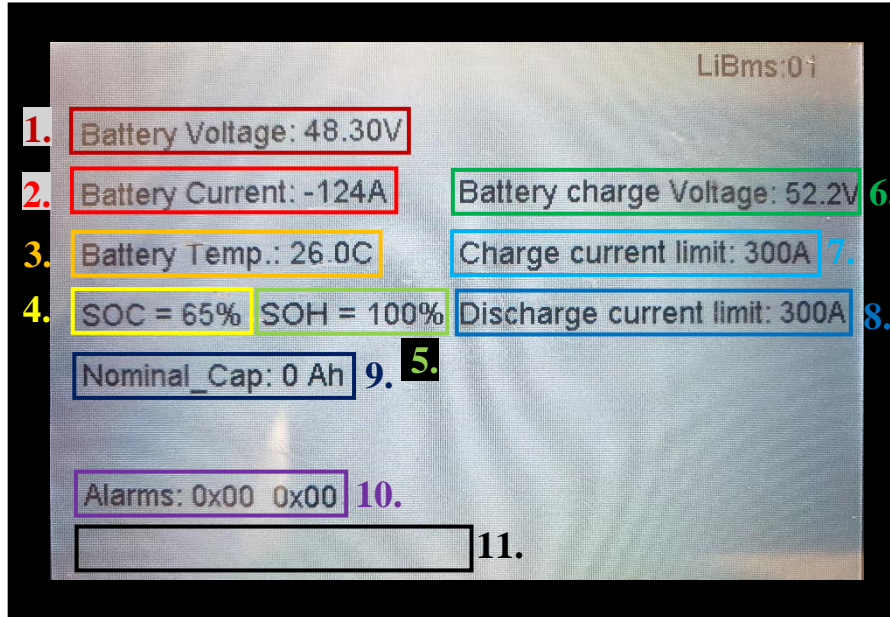 LiBms:01
1. Battery Voltage: 48.30V
2. Battery Current: -124A Battery charge Voltage: 52.2V 6.
3. Battery Temp.: 26.0C Charge current limit: 300A 7.
4. SOC = 65% SOH = 100% Discharge current limit: 300A 8.
5.
Nominal_Cap: 0 Ah 9.
Alarms: 0x00 0x00 10.
11.